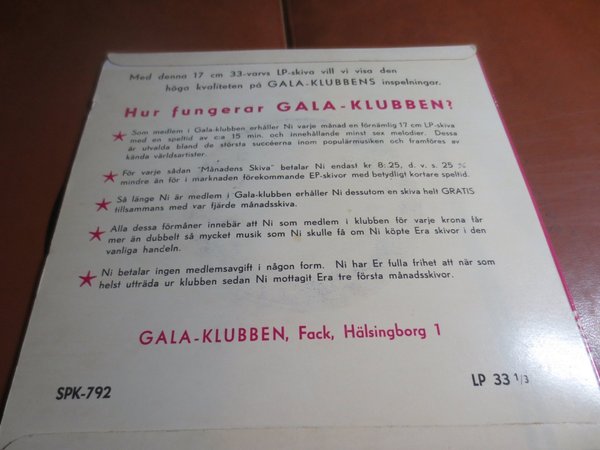 Med denna 17 cm 33-varvs LP-skiva vill vi visa den
höga kvaliteten på GALA-KLUBBENS inspelningar.
Hur fungerar GALA-KLUBBEN?
Som medlem i Gala-klubben erhåller Ni varje månad en förnämlig 17 cm LP-skiva
med en speltid av c:a 15 min. och innehållande minst sex melodier. Dessa
är utvalda bland de största succéerna inom populärmusiken och framföres av
kända världsartister.
För varje sådan "Månadens Skiva" betalar Ni endast kr 8:25, d. v. s. 25 %
mindre än för i marknaden förekommande EP-skivor med betydligt kortare speltid.
Så länge Ni är medlem i Gala-klubben erhåller Ni dessutom en skiva helt GRATIS
tillsammans med var fjärde månadsskiva.
Alla dessa förmåner innebär att Ni som medlem i klubben för varje krona får
mer än dubbelt så mycket musik som Ni skulle få om Ni köpte Era skivor i den
vanliga handeln.
Ni betalar ingen medlemsavgift i någon form. Ni har Er fulla frihet att när som
helst utträda ur klubben sedan Ni mottagit Era tre första månadsskivor.
GALA-KLUBBEN, Fack, Hälsingborg 1
SPK-792
LP 33 1/3